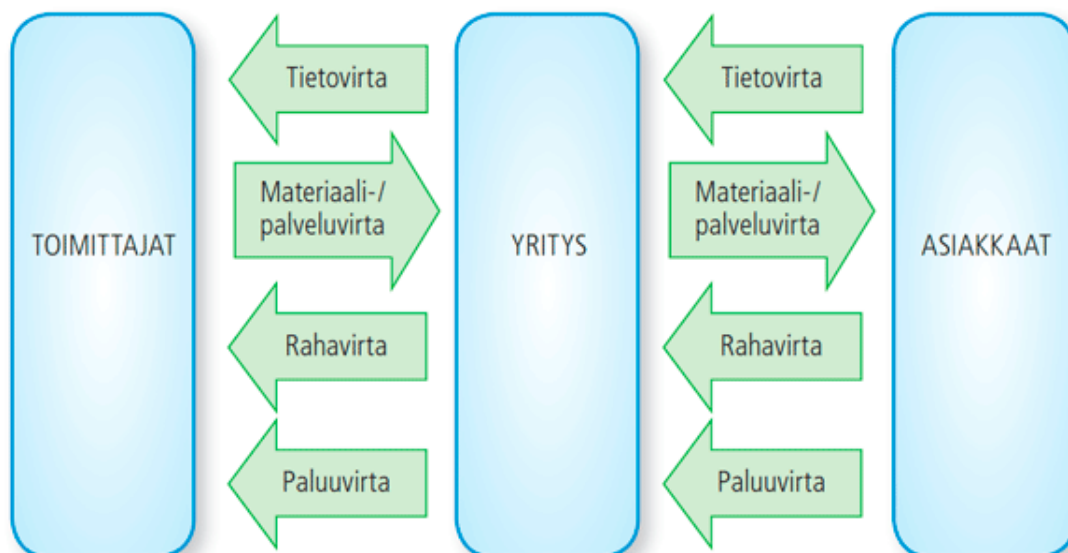 Tietovirta
Tietovirta
Materiaali-/
palveluvirta
Materiaali-/
palveluvirta
TOIMITTAJAT
YRITYS
ASIAKKAAT
Rahavirta
Rahavirta
Paluuvirta
Paluuvirta